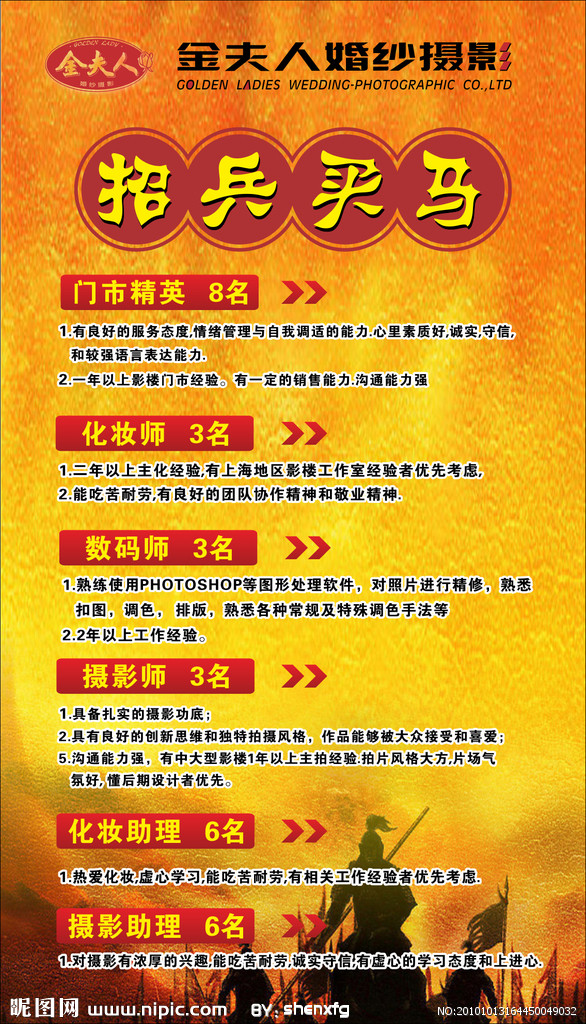 GOLDEN LADY
金夫人
婚纱摄影
金夫人婚纱摄影
GOLDEN LADIES WEDDING-PHOTOGRAPHIC CO.,LTD
招兵买马
门市精英 8名
1.有良好的服务态度,情绪管理与自我调适的能力.心里素质好,诚实,守信,
和较强语言表达能力.
2.一年以上影楼门市经验。有一定的销售能力.沟通能力强
化妆师 3名
1.二年以上主化经验,有上海地区影楼工作室经验者优先考虑,
2.能吃苦耐劳,有良好的团队协作精神和敬业精神.
数码师 3名
1.熟练使用PHOTOSHOP等图形处理软件，对照片进行精修，熟悉
扣图，调色， 排版，熟悉各种常规及特殊调色手法等
2.2年以上工作经验。
摄影师 3名
1.具备扎实的摄影功底；
2.具有良好的创新思维和独特拍摄风格，作品能够被大众接受和喜爱；
5.沟通能力强，有中大型影楼1年以上主拍经验.拍片风格大方,片场气
氛好, 懂后期设计者优先。
化妆助理 6名
1.热爱化妆,虚心学习,能吃苦耐劳,有相关工作经验者优先考虑.
摄影助理 6名
1.对摄影有浓厚的兴趣,能吃苦耐劳,诚实守信,有虚心的学习态度和上进心.
昵图网 www.nipic.com BY: shenxfg NO:20101013164450049032